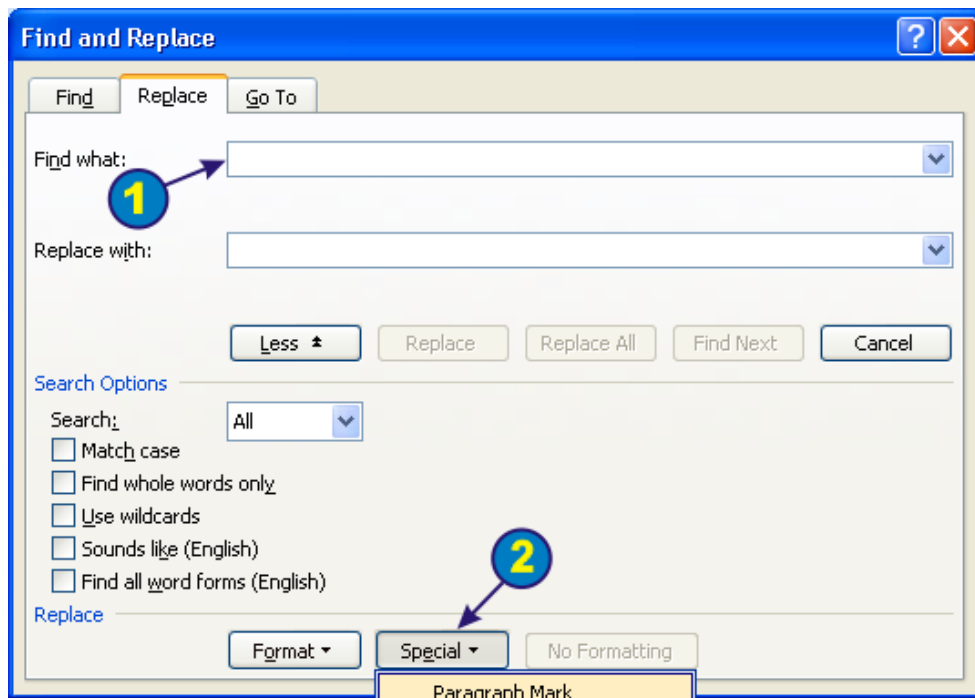 Find and Replace
Find Replace Go To
Find what:
1
Replace with:
Less Replace Replace All Find Next Cancel
Search Options
Search: All
Match case
Find whole words only
Use wildcards
Sounds like (English)
2
Find all word forms (English)
Replace
Format Special No Formatting
Paragraph Mark